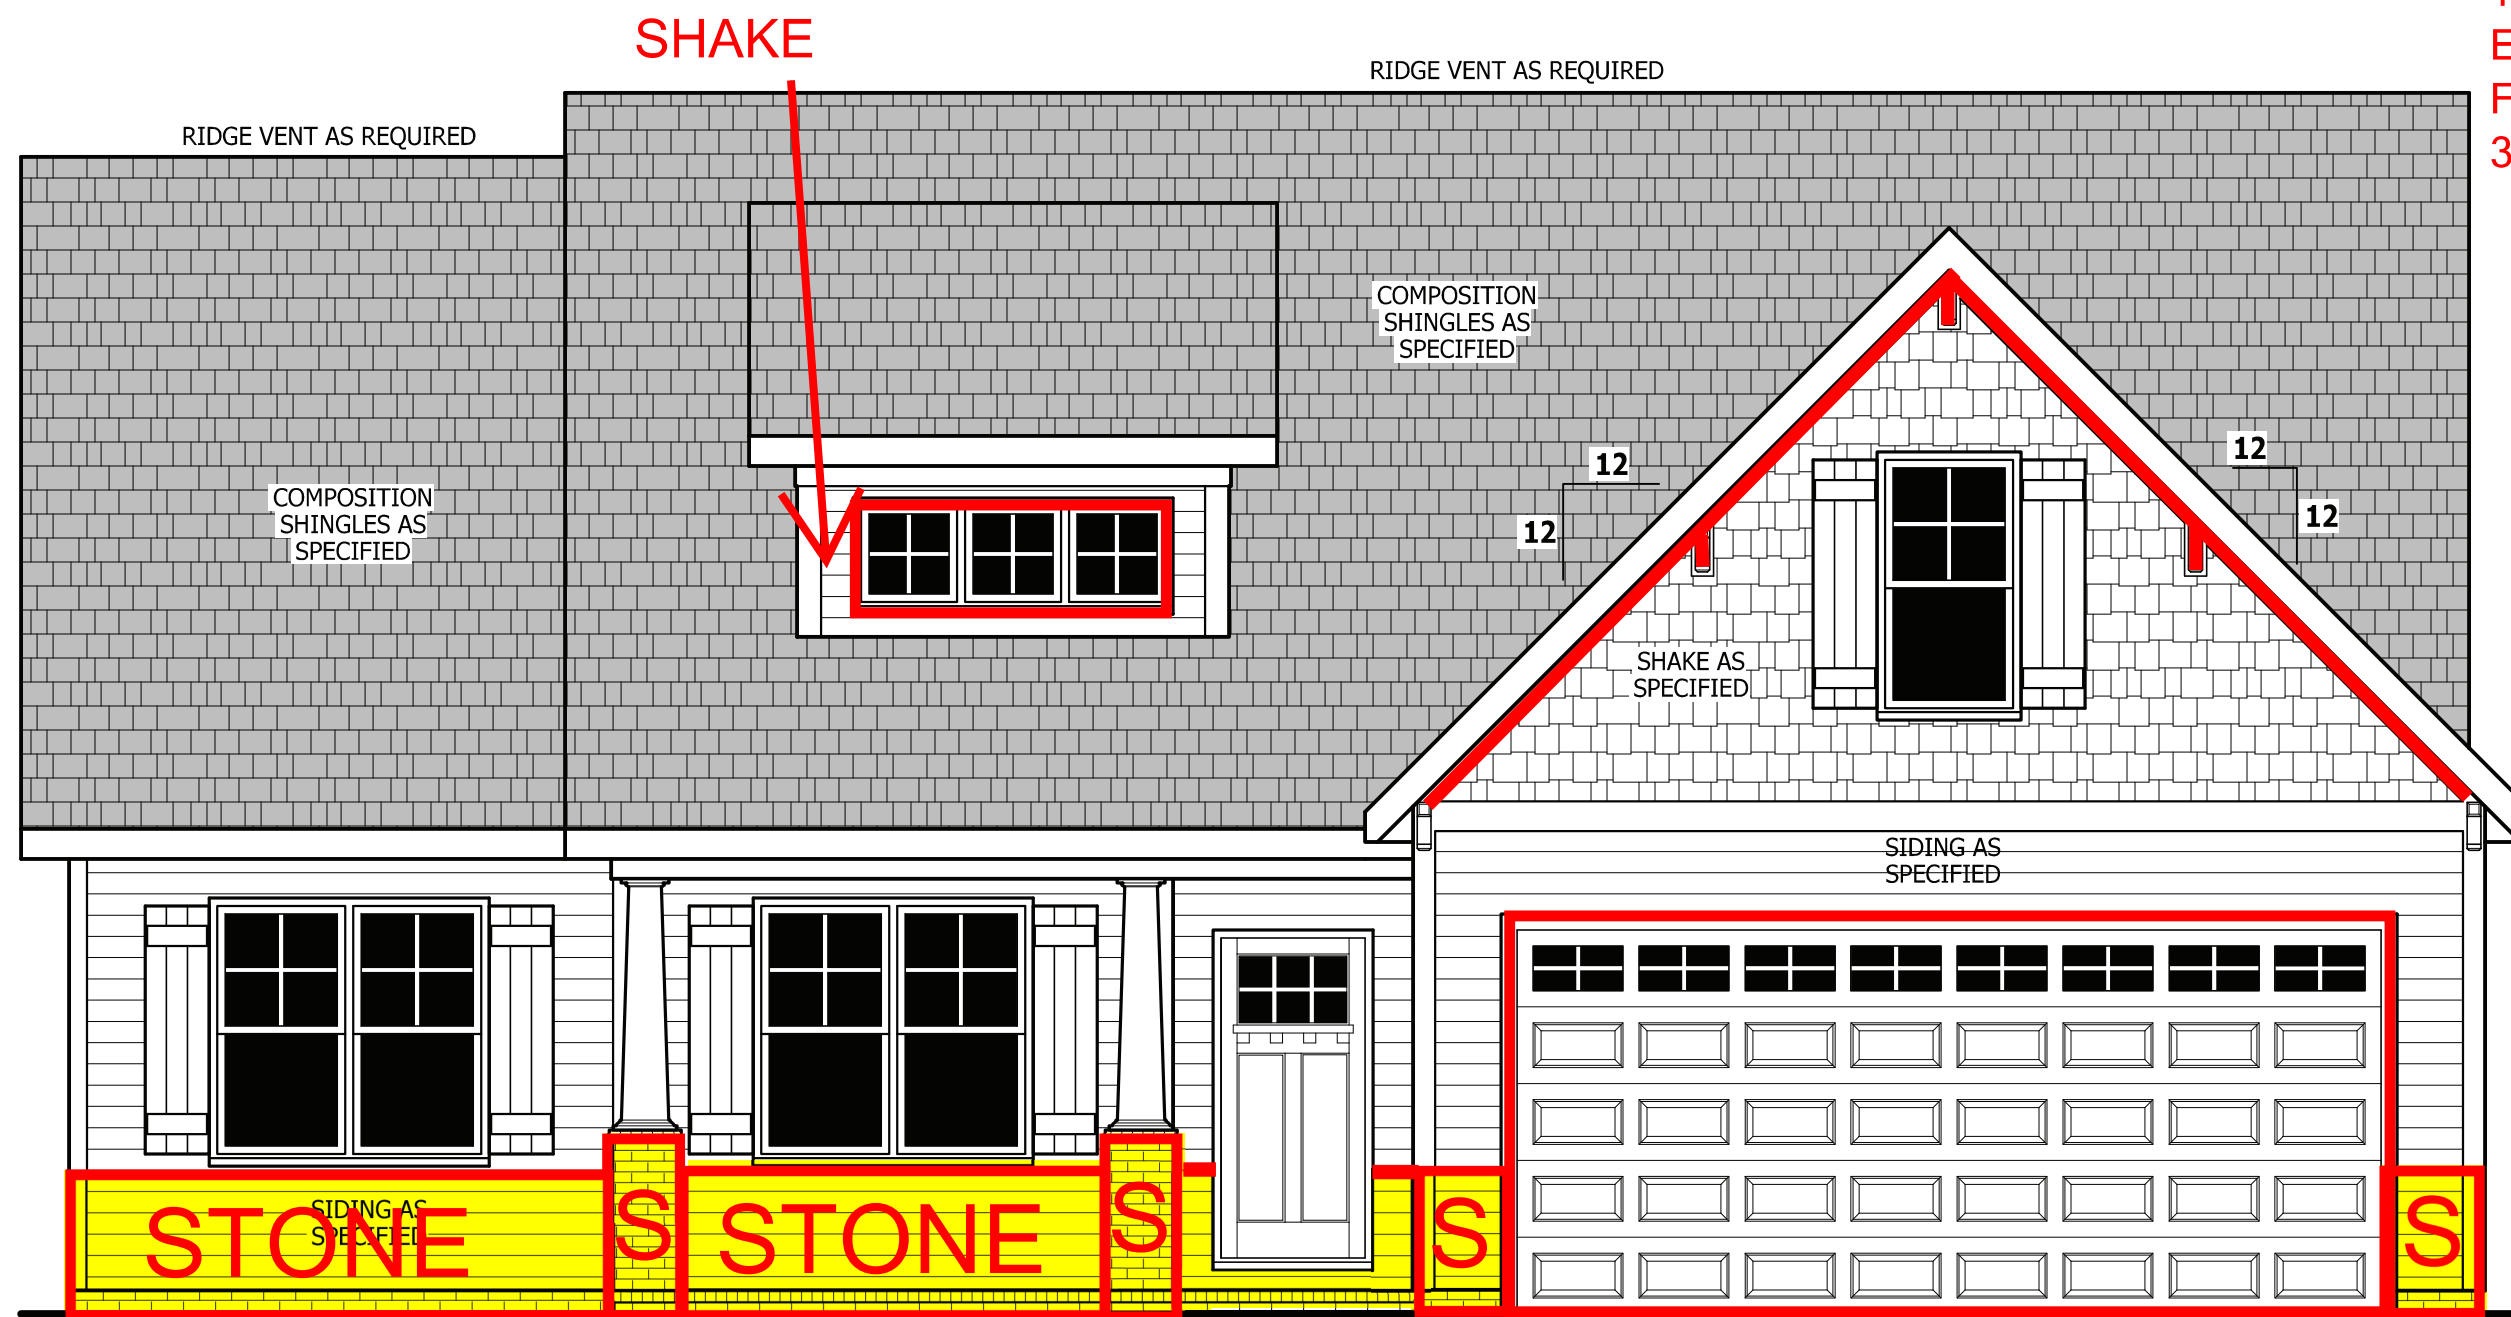 SHAKE
E
F
3
RIDGE VENT AS REQUIRED
RIDGE VENT AS REQUIRED
COMPOSITION
SHINGLES AS
SPECIFIED
12
12
12
12
COMPOSITION
SHINGLES AS
SPECIFIED
SHAKE AS
SPECIFIED
SIDING AS
SPECIFIED
SIDING AS
SPECIFIED
STONE
S
STONE
S
S
S